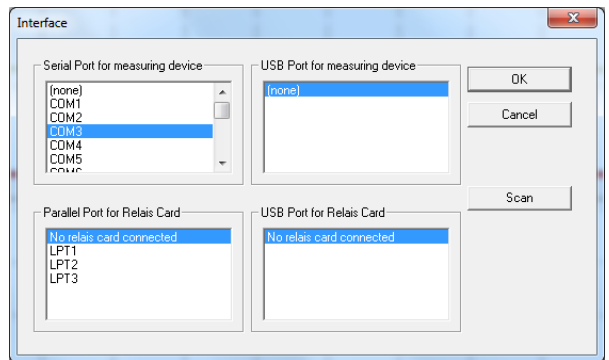 Interface
Serial Port for measuring device
(none)
COM1
COM2
COM3
COM4
COM5
COM6
USB Port for measuring device
(none)
OK
Cancel
Scan
Parallel Port for Relais Card
No relais card connected
LPT1
LPT2
LPT3
USB Port for Relais Card
No relais card connected